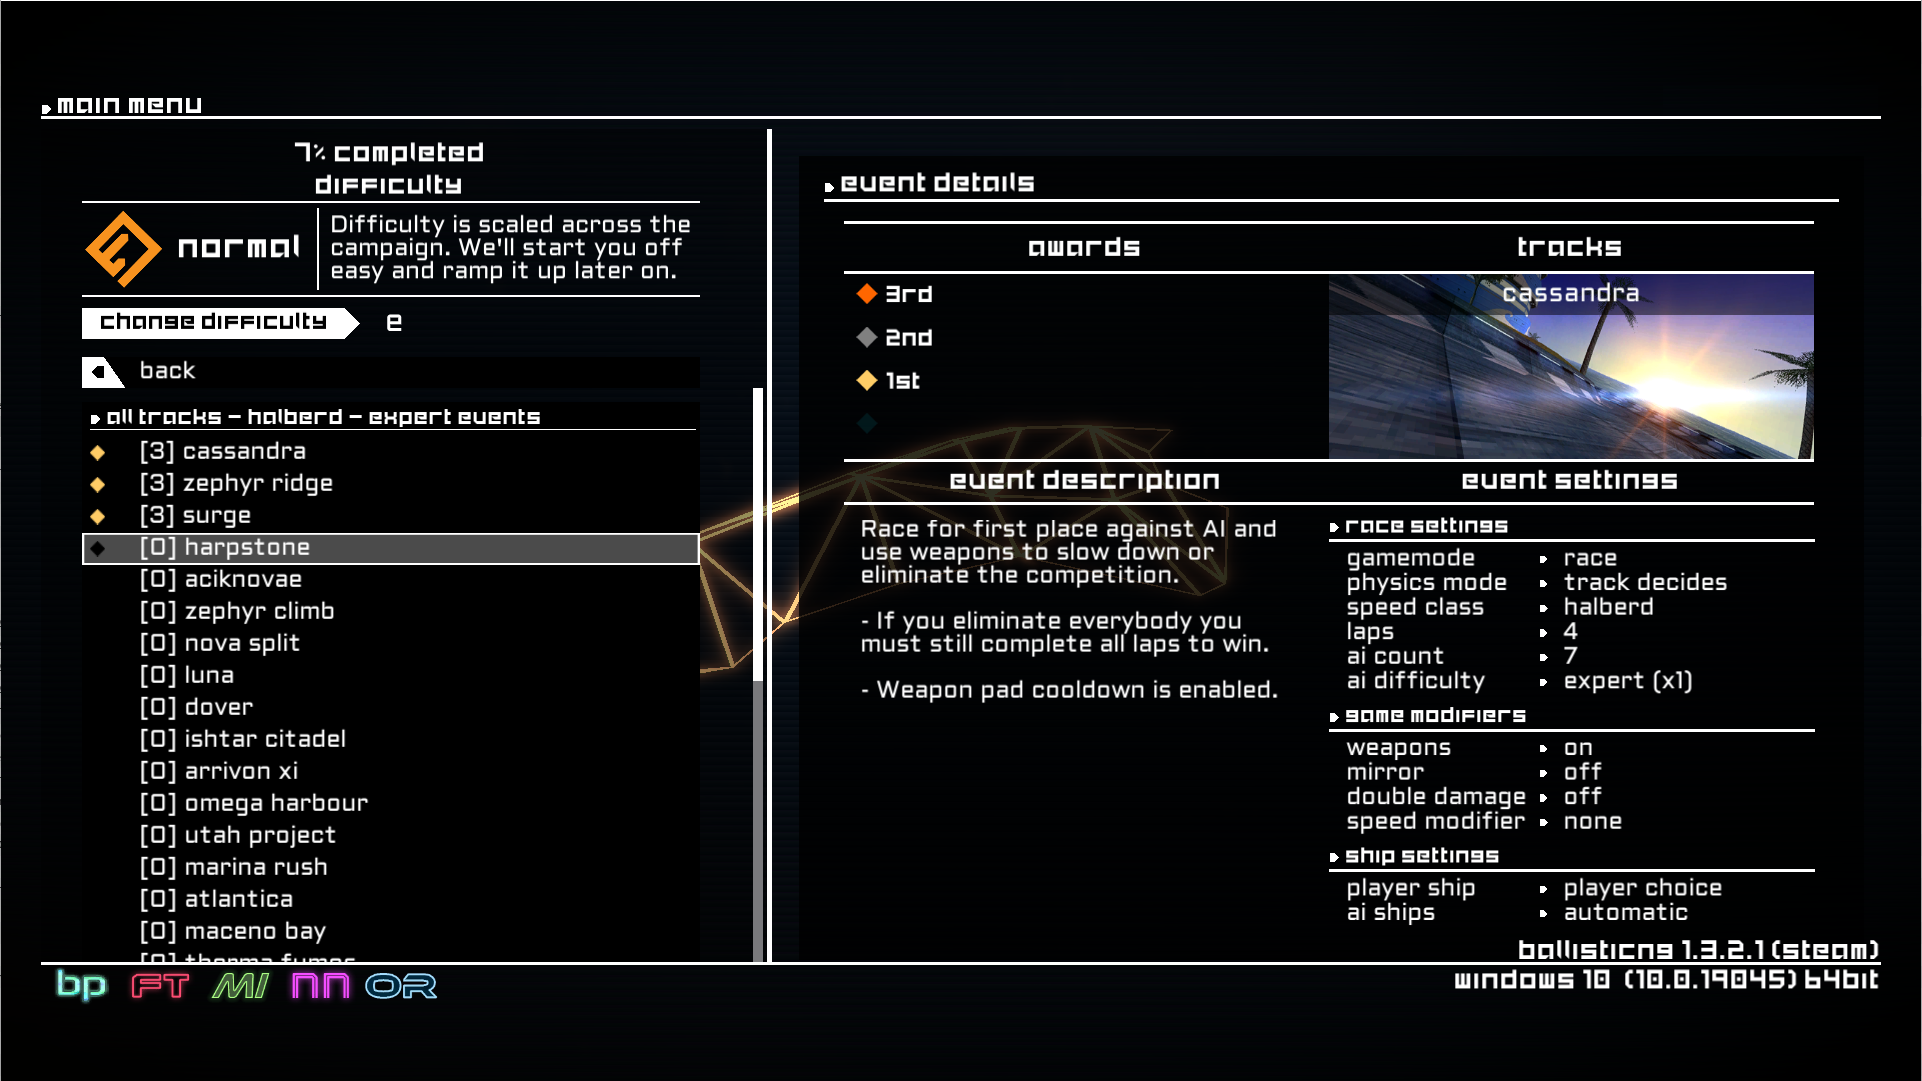 main menu
7% completed
difficulty
normal
Difficulty is scaled across the
campaign. We'll start you off
easy and ramp it up later on.
change difficulty
e
back
all tracks - halberd - expert events
[3] cassandra
[3] zephyr ridge
[3] surge
[0] harpstone
[0] aciknovae
[0] zephyr climb
[0] nova split
[0] luna
[0] dover
[0] ishtar citadel
[0] arrivon xi
[0] omega harbour
[0] utah project
[0] marina rush
[0] atlantica
[0] maceno bay
event details
awards
3rd
2nd
1st
tracks
cassandra
event description
Race for first place against AI and
use weapons to slow down or
eliminate the competition.
- If you eliminate everybody you
must still complete all laps to win.
- Weapon pad cooldown is enabled.
event settings
race settings
gamemode race
physics mode track decides
speed class halberd
laps 4
ai count 7
ai difficulty expert (x1)
game modifiers
weapons on
mirror off
double damage off
speed modifier none
ship settings
player ship player choice
ai ships automatic
ballisticng 1.3.2.1 (steam)
windows 10 (10.0.19045) 64bit
bp FT MI NN OR